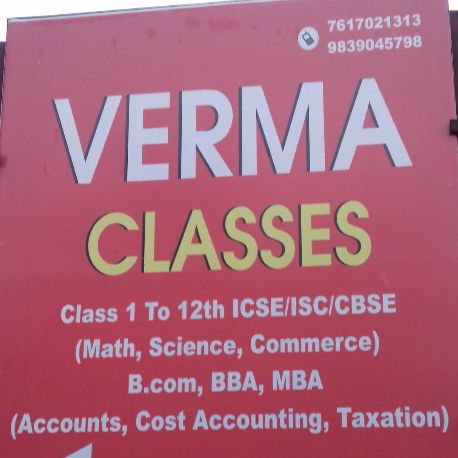 7617021313
9839045798
VERMA
CLASSES
Class 1 To 12th ICSE/ISC/CBSE
(Math, Science, Commerce)
B.com, BBA, MBA
(Accounts, Cost Accounting, Taxation)